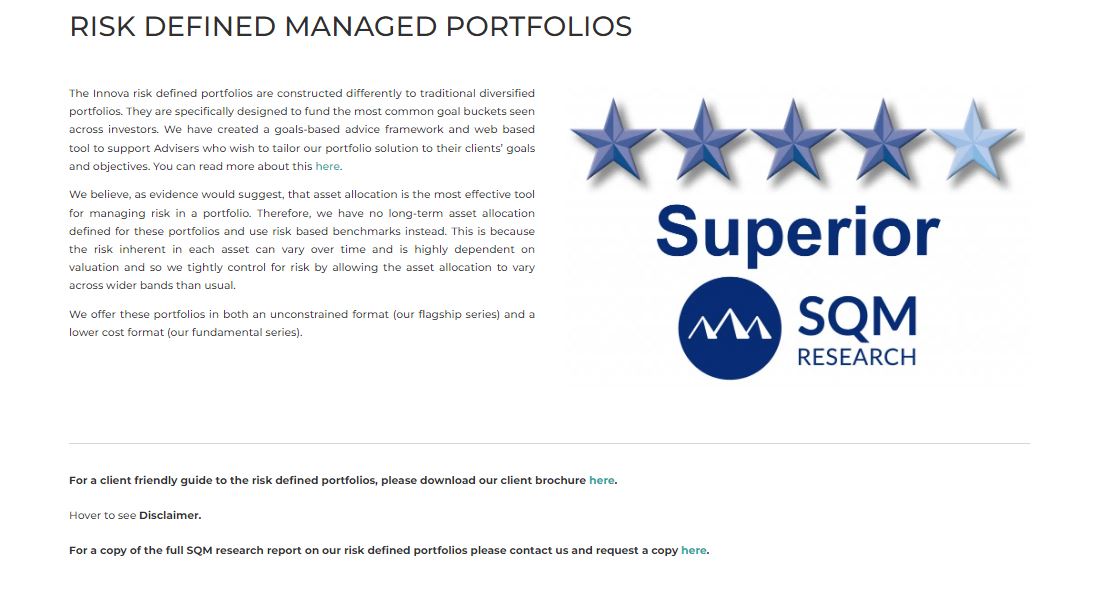 RISK DEFINED MANAGED PORTFOLIOS
The Innova risk defined portfolios are constructed differently to traditional diversified
portfolios. They are specifically designed to fund the most common goal buckets seen
across investors. We have created a goals-based advice framework and web based
tool to support Advisers who wish to tailor our portfolio solution to their clients' goals
and objectives. You can read more about this here.
We believe, as evidence would suggest, that asset allocation is the most effective tool
for managing risk in a portfolio. Therefore, we have no long-term asset allocation
defined for these portfolios and use risk based benchmarks instead. This is because
the risk inherent in each asset can vary over time and is highly dependent on
valuation and so we tightly control for risk by allowing the asset allocation to vary
across wider bands than usual.
We offer these portfolios in both an unconstrained format (our flagship series) and a
lower cost format (our fundamental series).
Superior
SQM
RESEARCH
For a client friendly guide to the risk defined portfolios, please download our client brochure here.
Hover to see Disclaimer.
For a copy of the full SQM research report on our risk defined portfolios please contact us and request a copy here.